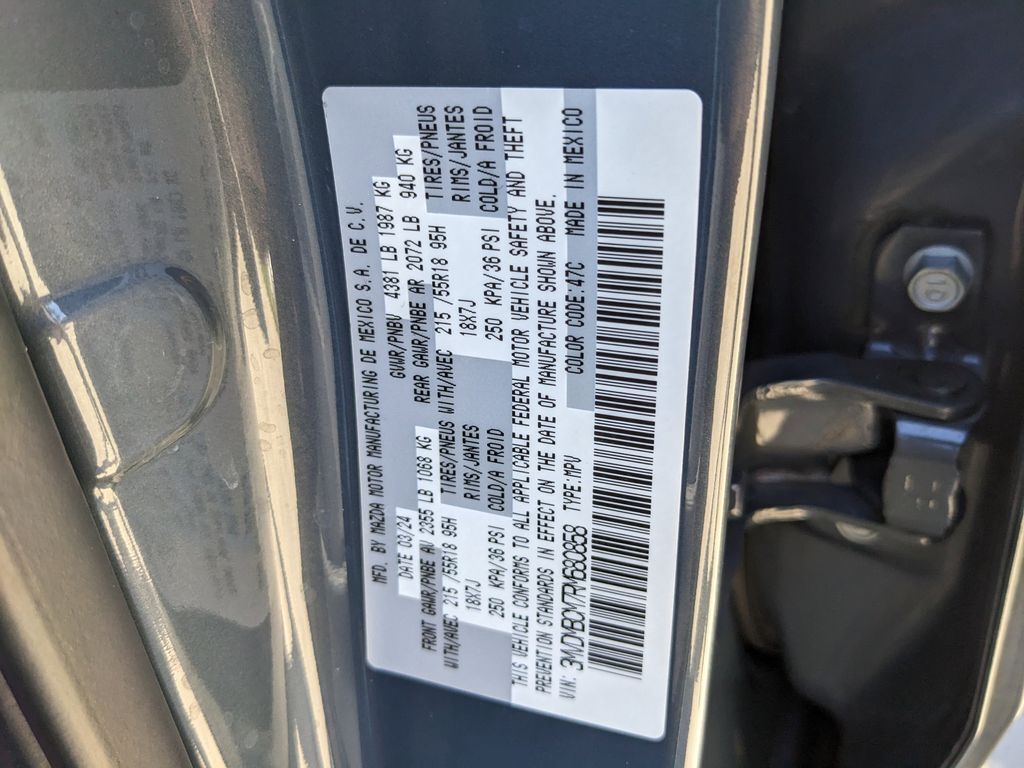 MFD. BY MAZDA MOTOR MANUFACTURING DE MEXICO S.A. DE C.V.
DATE 03/24 GVWR/PNBV 4381 LB 1987 KG
FRONT GAWR/PNBE AV 2355 LB 1068 KG REAR GAWR/PNBE AR 2072 LB 940 KG
WITH/AVEC 215 /55R18 95H TIRES/PNEUS WITH/AVEC 215 /55R18 95H TIRES/PNEUS
18X7J RIMS/JANTES 18X7J RIMS/JANTES
250 KPA/36 PSI COLD/A FROID 250 KPA/36 PSI COLD/A FROID
THIS VEHICLE CONFORMS TO ALL APPLICABLE FEDERAL MOTOR VEHICLE SAFETY AND THEFT
PREVENTION STANDARDS IN EFFECT ON THE DATE OF MANUFACTURE SHOWN ABOVE.
VIN: 3MVDMBCM7RM680858 TYPE:MPV COLOR CODE:47C MADE IN MEXICO